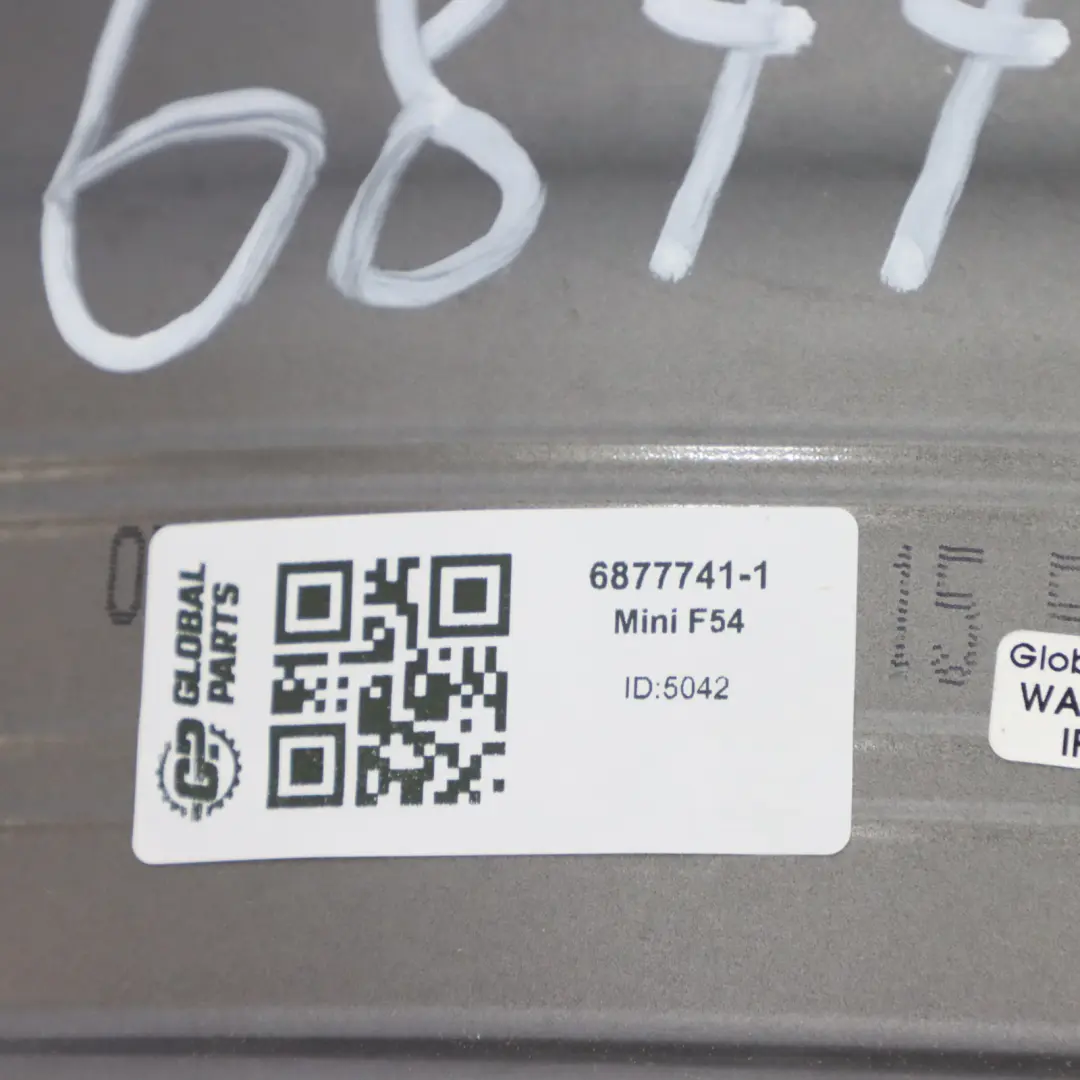 6877
GLOBAL
PARTS
6877741-1
Mini F54
ID:5042
Glob
WA